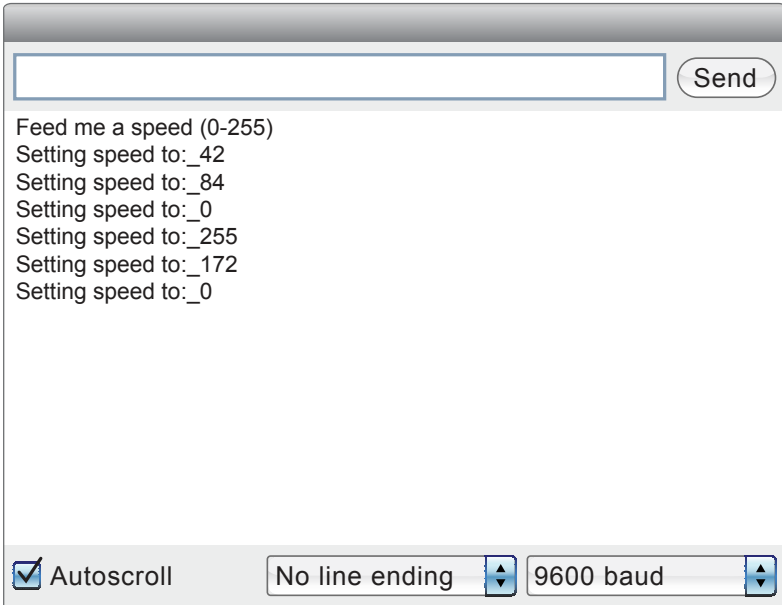 Send
Feed me a speed (0-255)
Setting speed to:_42
Setting speed to:_84
Setting speed to:_0
Setting speed to:_255
Setting speed to:_172
Setting speed to:_0
Autoscroll No line ending 9600 baud